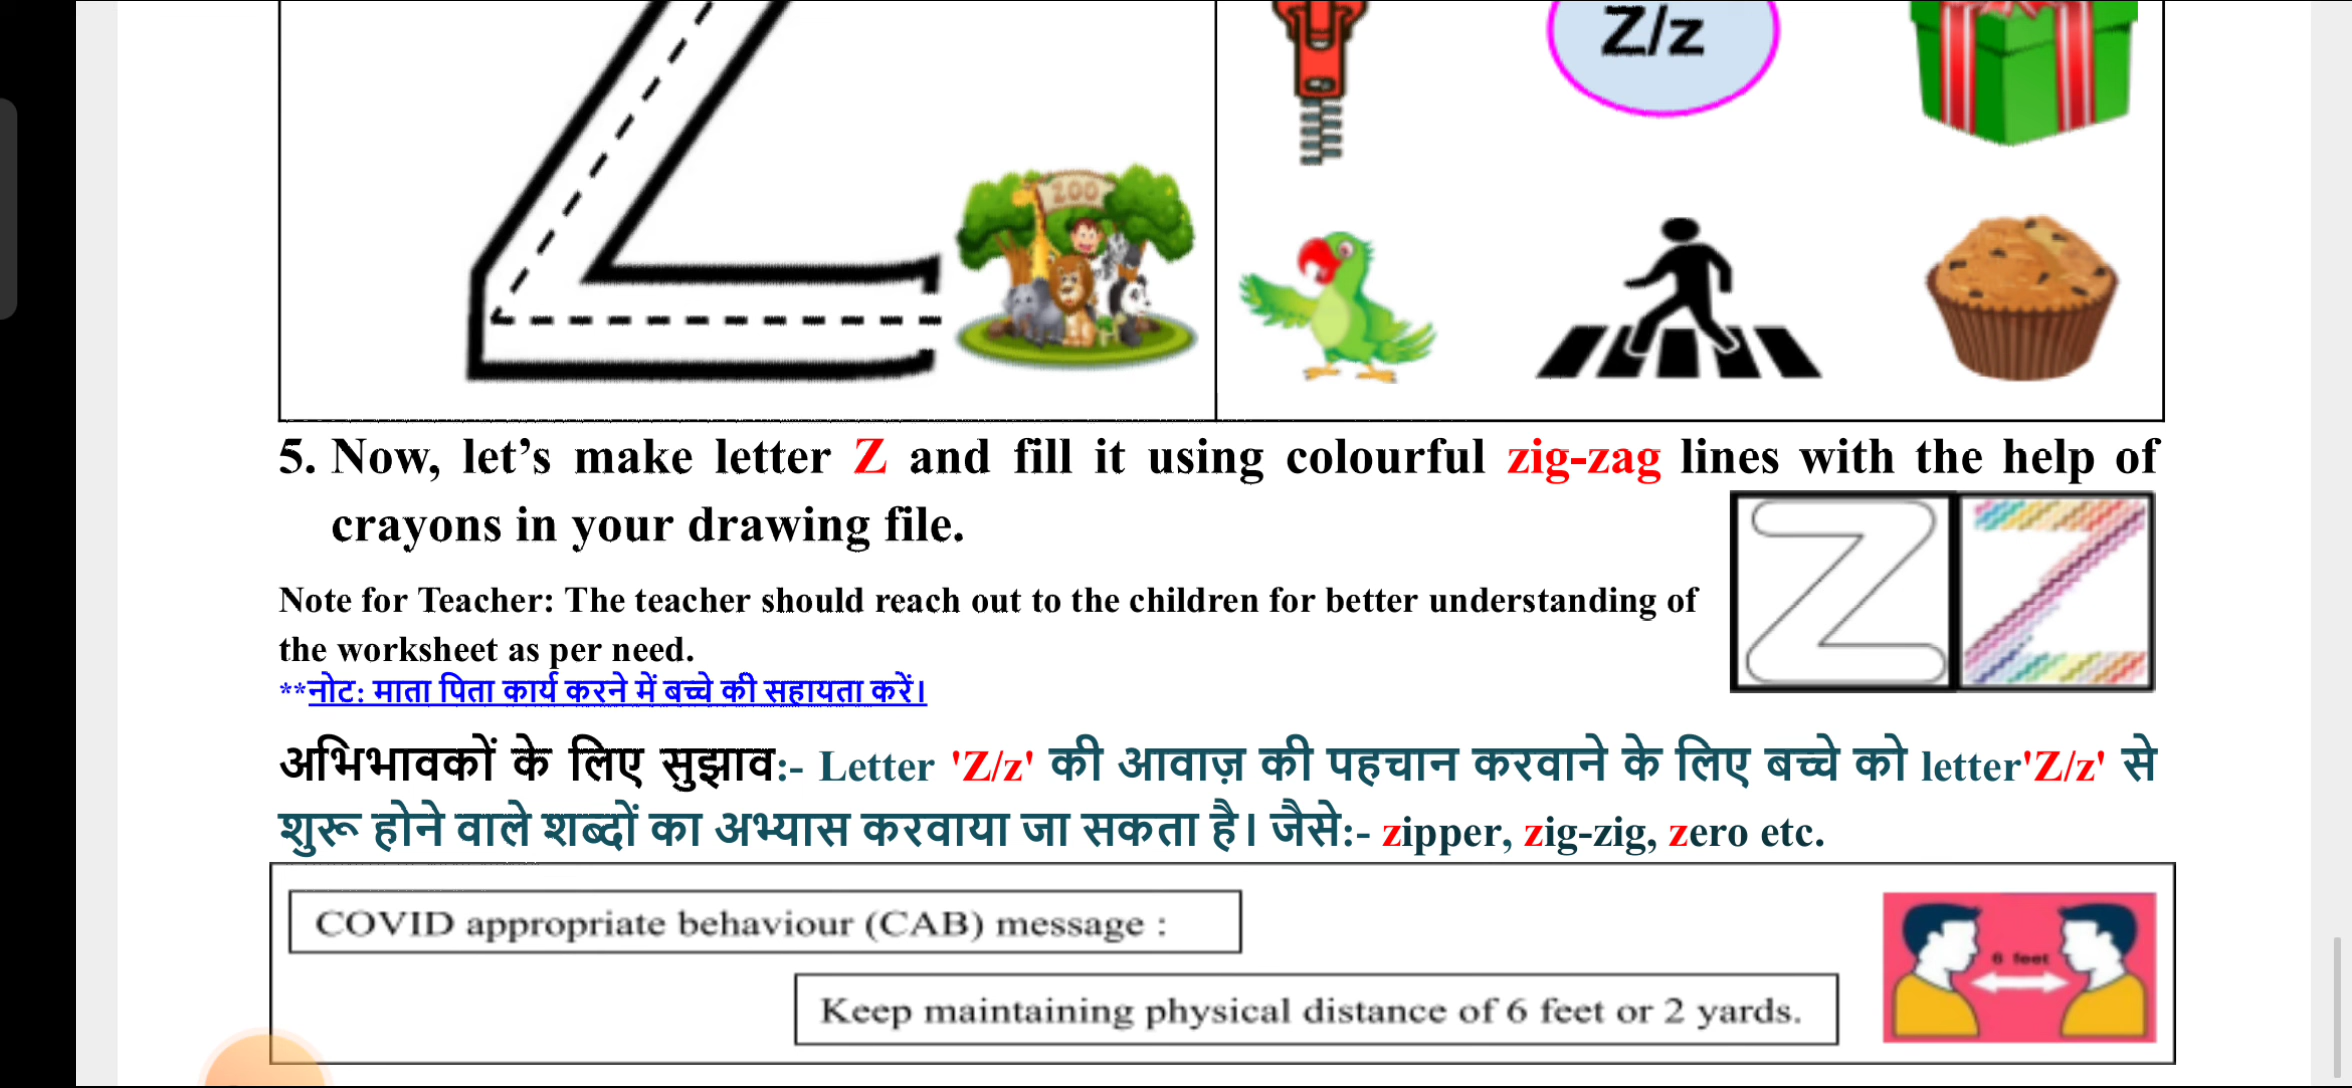 Z/z
ZOO
5. Now, let’s make letter Z and fill it using colourful zig-zag lines with the help of
crayons in your drawing file.
Note for Teacher: The teacher should reach out to the children for better understanding of
the worksheet as per need.
**नोट: माता पिता कार्य करने में बच्चे की सहायता करें।
अभिभावकों के लिए सुझाव:- Letter 'Z/z' की आवाज़ की पहचान करवाने के लिए बच्चे को letter'Z/z' से
शुरू होने वाले शब्दों का अभ्यास करवाया जा सकता है। जैसे:- zipper, zig-zig, zero etc.
COVID appropriate behaviour (CAB) message :
6 feet
Keep maintaining physical distance of 6 feet or 2 yards.